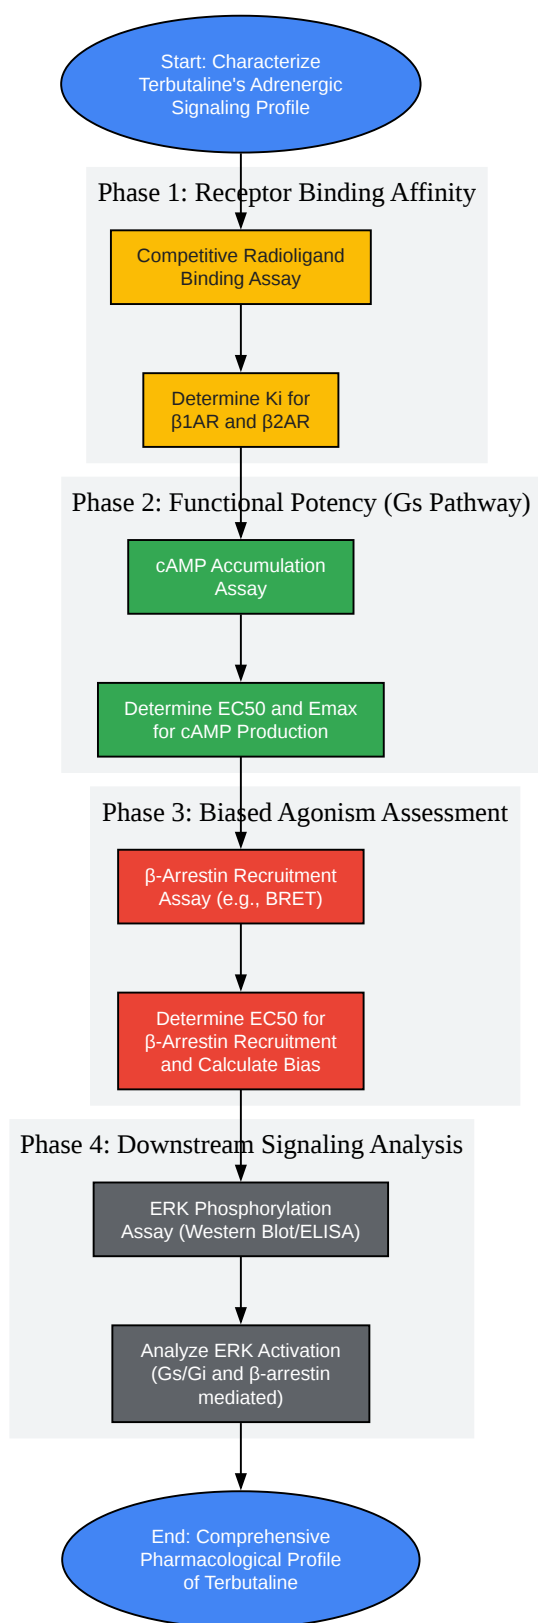 Start: Characterize
Terbutaline's Adrenergic
Signaling Profile
Phase 1: Receptor Binding Affinity
Competitive Radioligand
Binding Assay
Determine Ki for
β1AR and β2AR
Phase 2: Functional Potency (Gs Pathway)
cAMP Accumulation
Assay
Determine EC50 and Emax
for cAMP Production
Phase 3: Biased Agonism Assessment
β-Arrestin Recruitment
Assay (e.g., BRET)
Determine EC50 for
β-Arrestin Recruitment
and Calculate Bias
Phase 4: Downstream Signaling Analysis
ERK Phosphorylation
Assay (Western Blot/ELISA)
Analyze ERK Activation
(Gs/Gi and β-arrestin
mediated)
End: Comprehensive
Pharmacological Profile
of Terbutaline